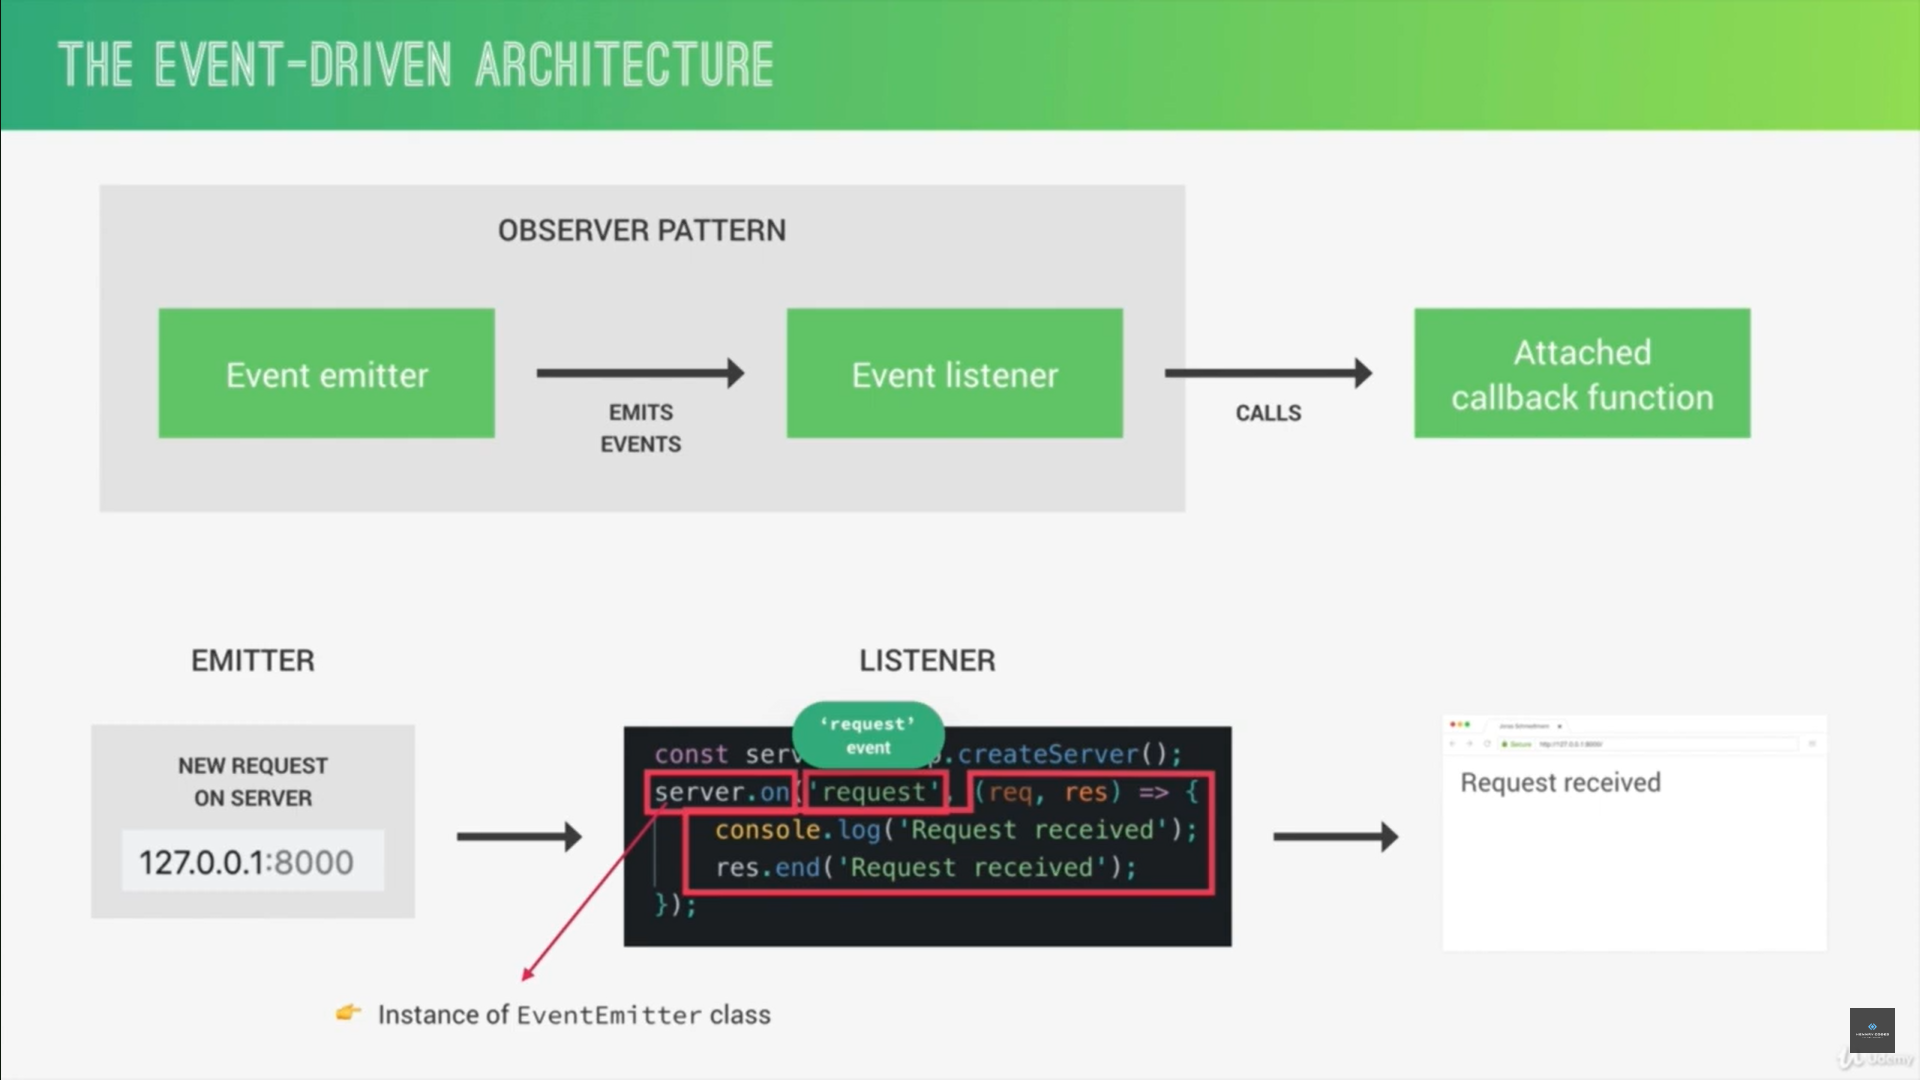 THE EVENT-DRIVEN ARCHITECTURE
OBSERVER PATTERN
Event emitter
EMITS
EVENTS
Event listener
CALLS
Attached
callback function
EMITTER
LISTENER
NEW REQUEST
ON SERVER
127.0.0.1:8000
‘request’
event
const serv p.createServer();
server.on('request', (req, res) => {
console.log('Request received');
res.end('Request received');
});
Secure
Request received
👉 Instance of EventEmitter class
Udemy